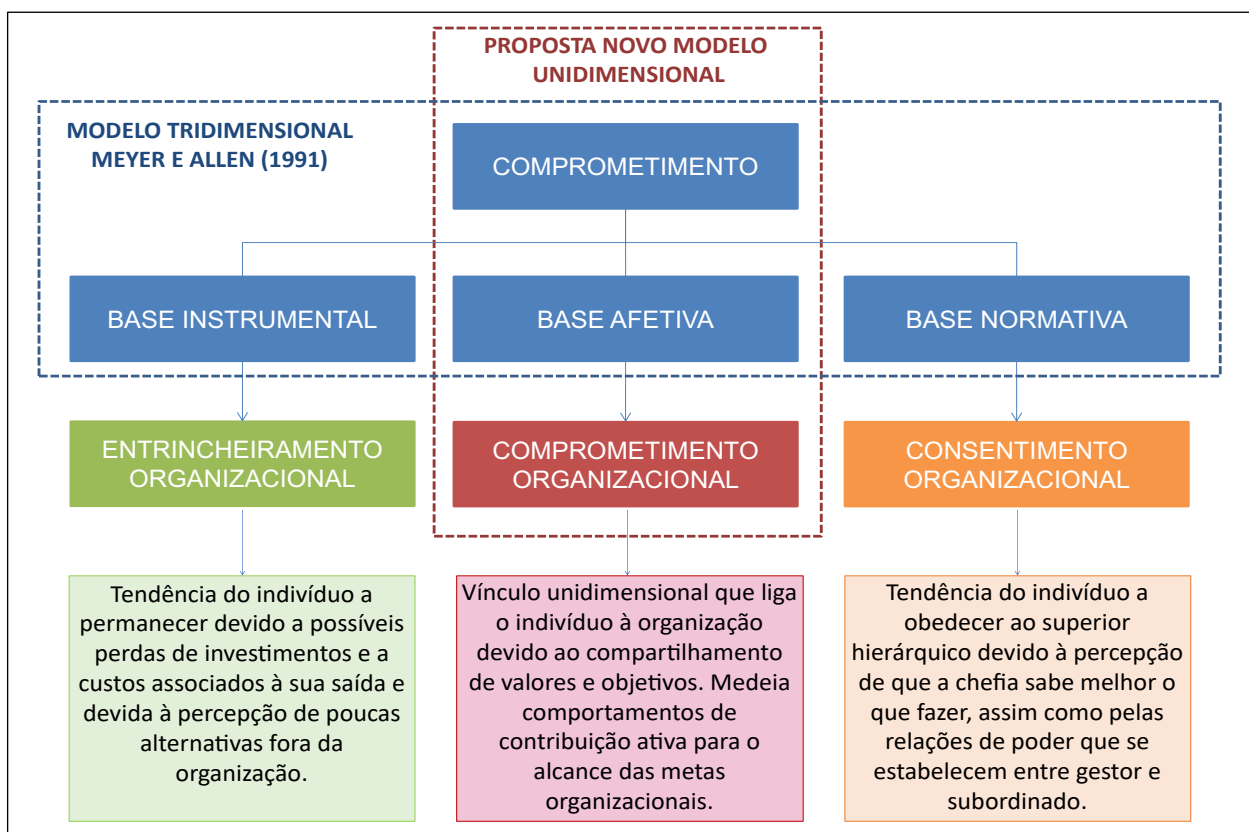 PROPOSTA NOVO MODELO
UNIDIMENSIONAL
MODELO TRIDIMENSIONAL
MEYER E ALLEN (1991)
COMPROMETIMENTO
BASE INSTRUMENTAL
BASE AFETIVA
BASE NORMATIVA
ENTRINCHEIRAMENTO
ORGANIZACIONAL
COMPROMETIMENTO
ORGANIZACIONAL
CONSENTIMENTO
ORGANIZACIONAL
Tendência do indivíduo a
permanecer devido a possíveis
perdas de investimentos e a
custos associados à sua saída e
devida à percepção de poucas
alternativas fora da
organização.
Vínculo unidimensional que liga
o indivíduo à organização
devido ao compartilhamento
de valores e objetivos. Medeia
comportamentos de
contribuição ativa para o
alcance das metas
organizacionais.
Tendência do indivíduo a
obedecer ao superior
hierárquico devido à percepção
de que a chefia sabe melhor o
que fazer, assim como pelas
relações de poder que se
estabelecem entre gestor e
subordinado.